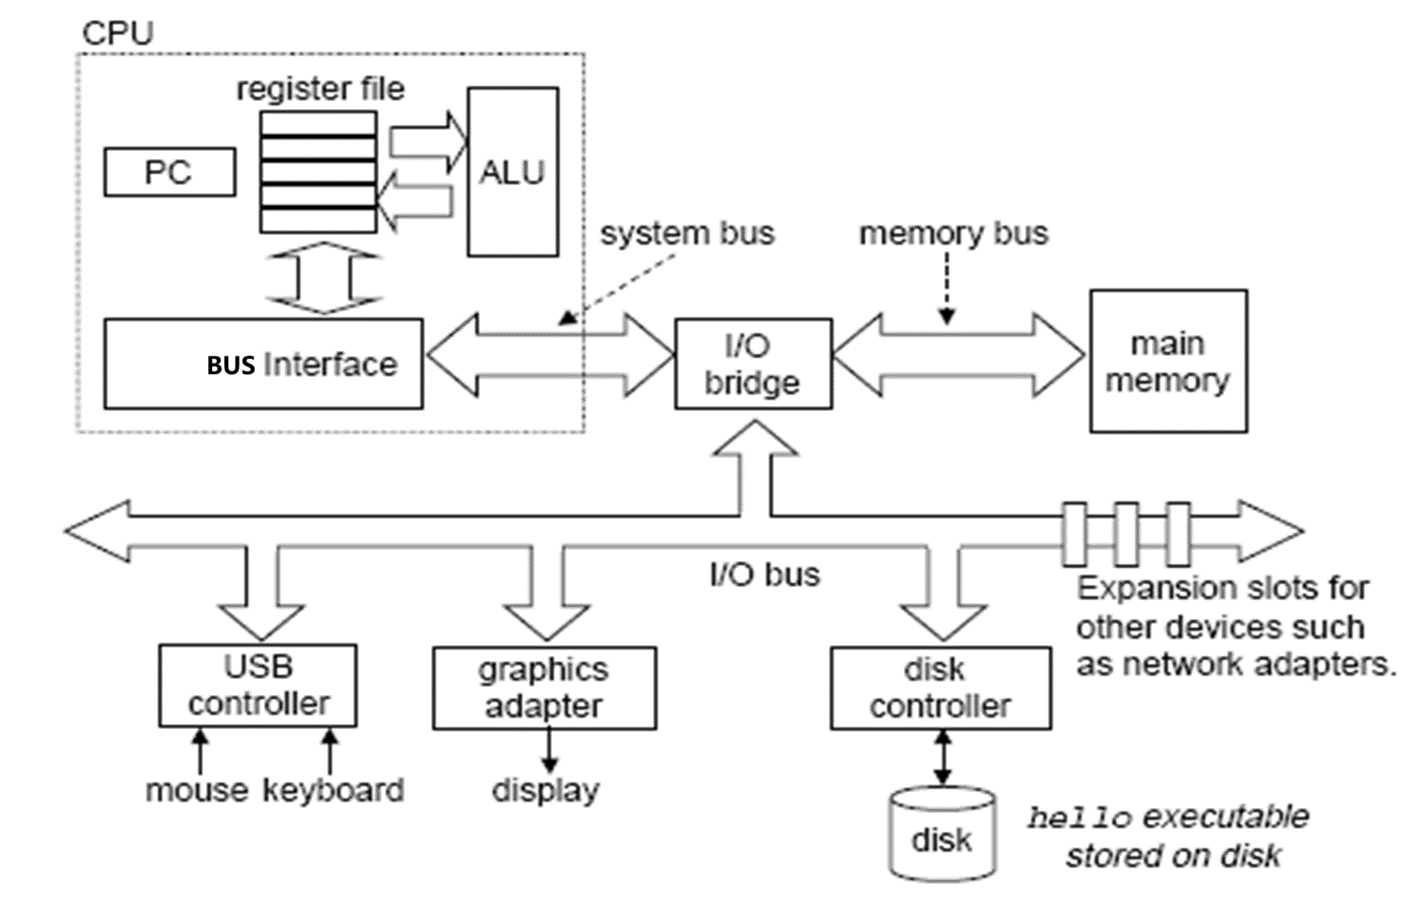 CPU
register file
PC
ALU
system bus
memory bus
BUS Interface
I/O
bridge
main
memory
I/O bus
Expansion slots for
other devices such
as network adapters.
USB
controller
graphics
adapter
disk
controller
mouse keyboard
display
disk
hello executable
stored on disk